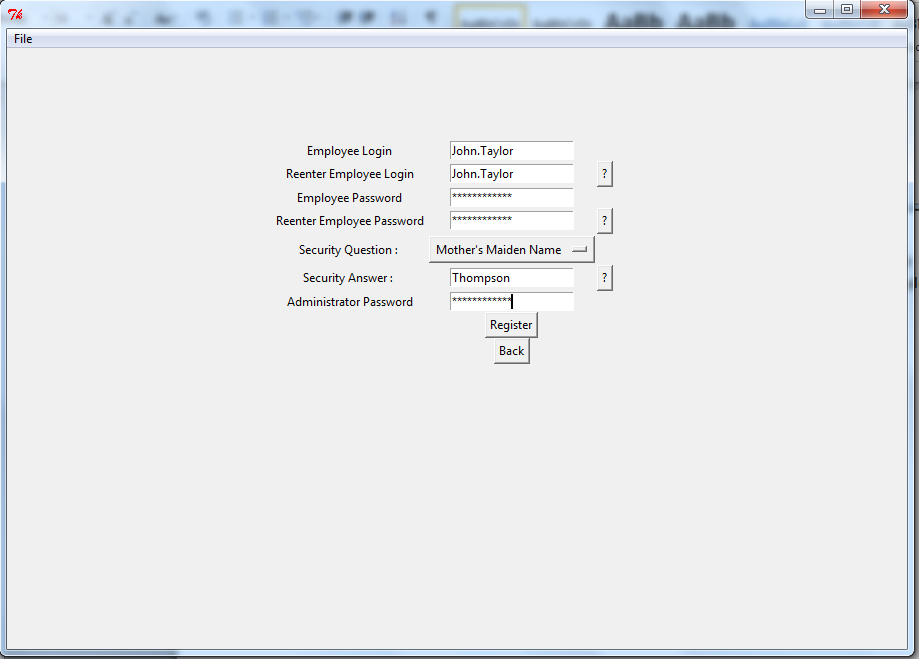 Tk
File
Employee Login John.Taylor
Reenter Employee Login John.Taylor ?
Employee Password ************
Reenter Employee Password ************ ?
Security Question : Mother's Maiden Name
Security Answer : Thompson ?
Administrator Password ************
Register
Back